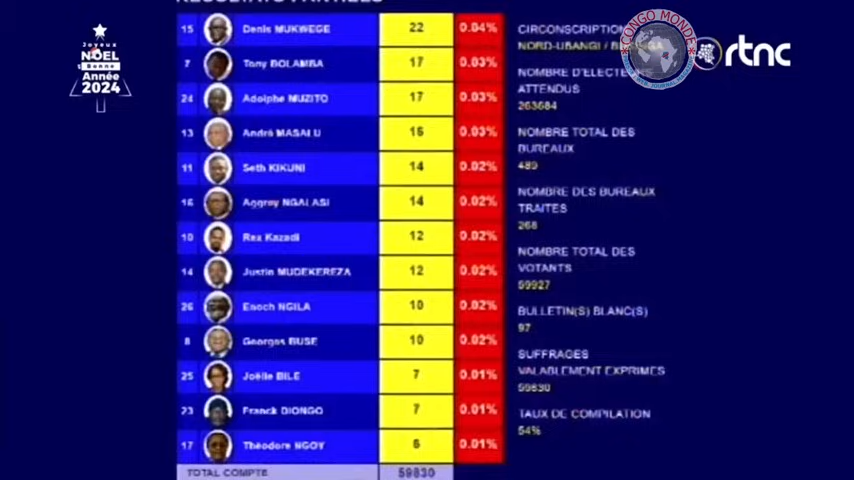 RESULTATS PARTIELS
Joyeux
NOEL
Bonne
Année
2024
15 Denis MUKWEGE 22 0.04%
7 Tony BOLAMBA 17 0.03%
24 Adolphe MUZITO 17 0.03%
13 André MASALU 16 0.03%
11 Seth KIKUNI 14 0.02%
16 Aggrey NGALASI 14 0.02%
10 Rex Kazadi 12 0.02%
14 Justin MUDEKEREZA 12 0.02%
26 Enoch NGILA 10 0.02%
8 Georges BUSE 10 0.02%
25 Joëlle BILE 7 0.01%
23 Franck DIONGO 7 0.01%
17 Théodore NGOY 6 0.01%
TOTAL COMPTE 59830
CIRCONSCRIPTION
NORD-UBANGI /
NOMBRE D'ELECTEURS
ATTENDUS
263684
NOMBRE TOTAL DES
BUREAUX
489
NOMBRE DES BUREAUX
TRAITES
268
NOMBRE TOTAL DES
VOTANTS
59927
BULLETIN(S) BLANC(S)
97
SUFFRAGES
VALABLEMENT EXPRIMES
59830
TAUX DE COMPILATION
54%
CONGO MONDE
rtnc